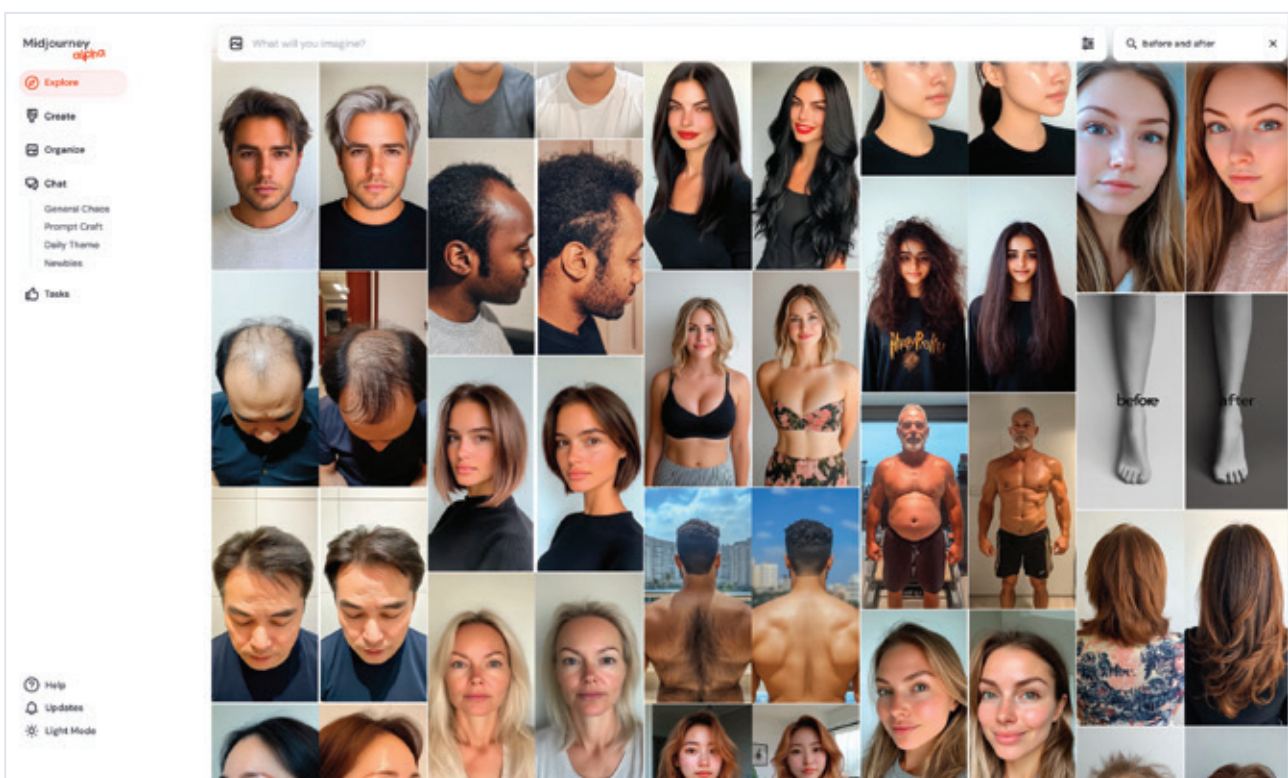 Midjourney
alpha
Explore
Create
Organize
Chat
General Chaos
Prompt Craft
Daily Theme
Newbies
Tasks
Help
Updates
Light Mode
What will you imagine?
before and after
before
after